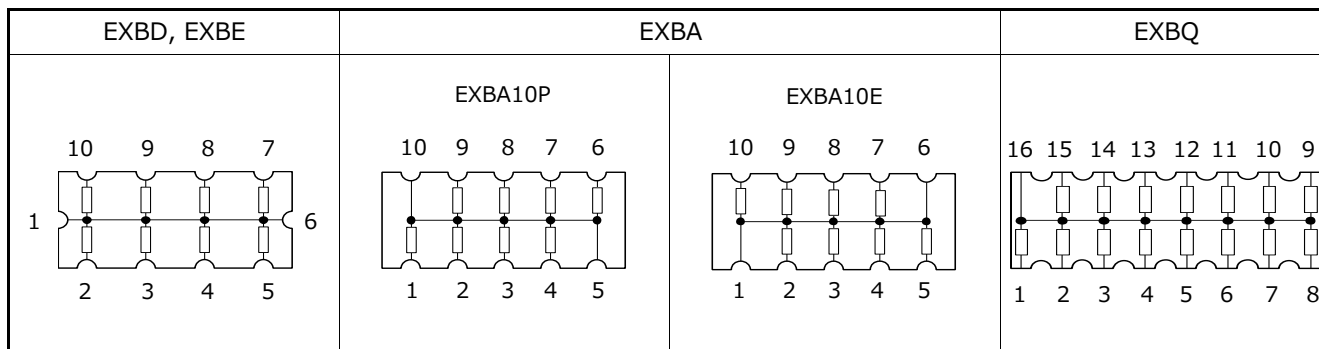 EXBD, EXBE
EXBA
EXBQ
EXBA10P
EXBA10E
10 9 8 7
1 6
2 3 4 5
10 9 8 7 6
1 2 3 4 5
10 9 8 7 6
1 2 3 4 5
16 15 14 13 12 11 10 9
1 2 3 4 5 6 7 8